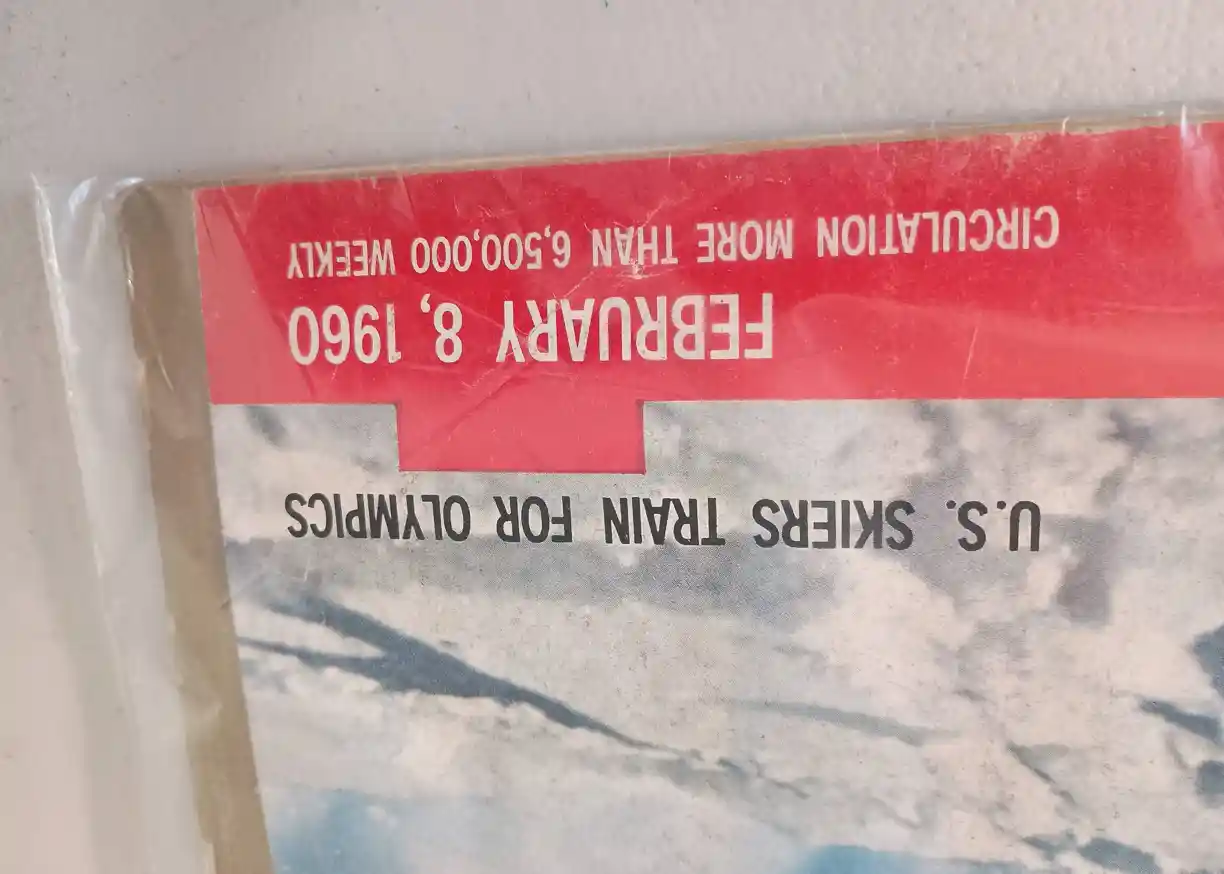 U.S. SKIERS TRAIN FOR OLYMPICS
FEBRUARY 8, 1960
CIRCULATION MORE THAN 6,500,000 WEEKLY